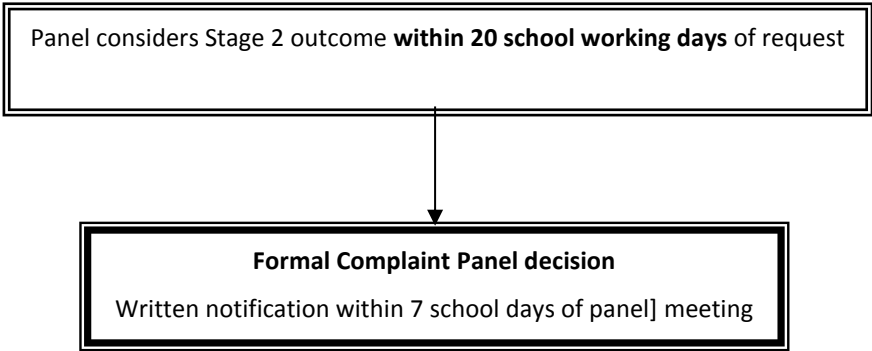 Panel considers Stage 2 outcome within 20 school working days of request
Formal Complaint Panel decision
Written notification within 7 school days of panel] meeting